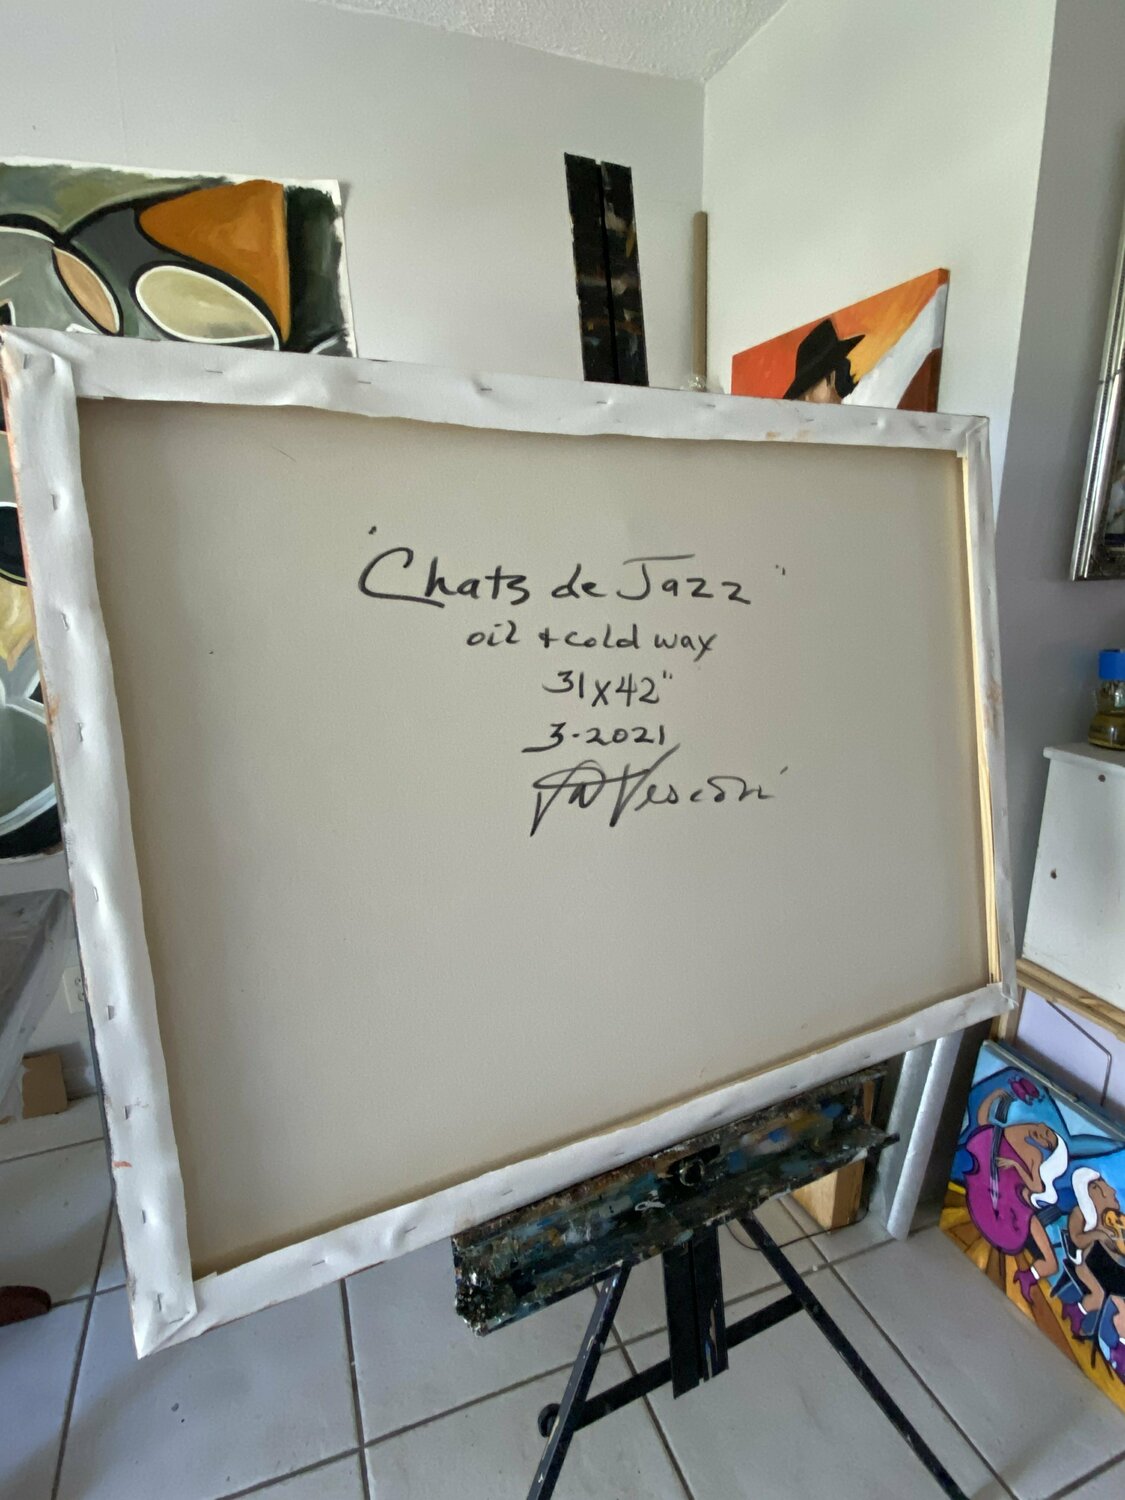 "Chats de Jazz"
oil + cold wax
31x42"
3-2021